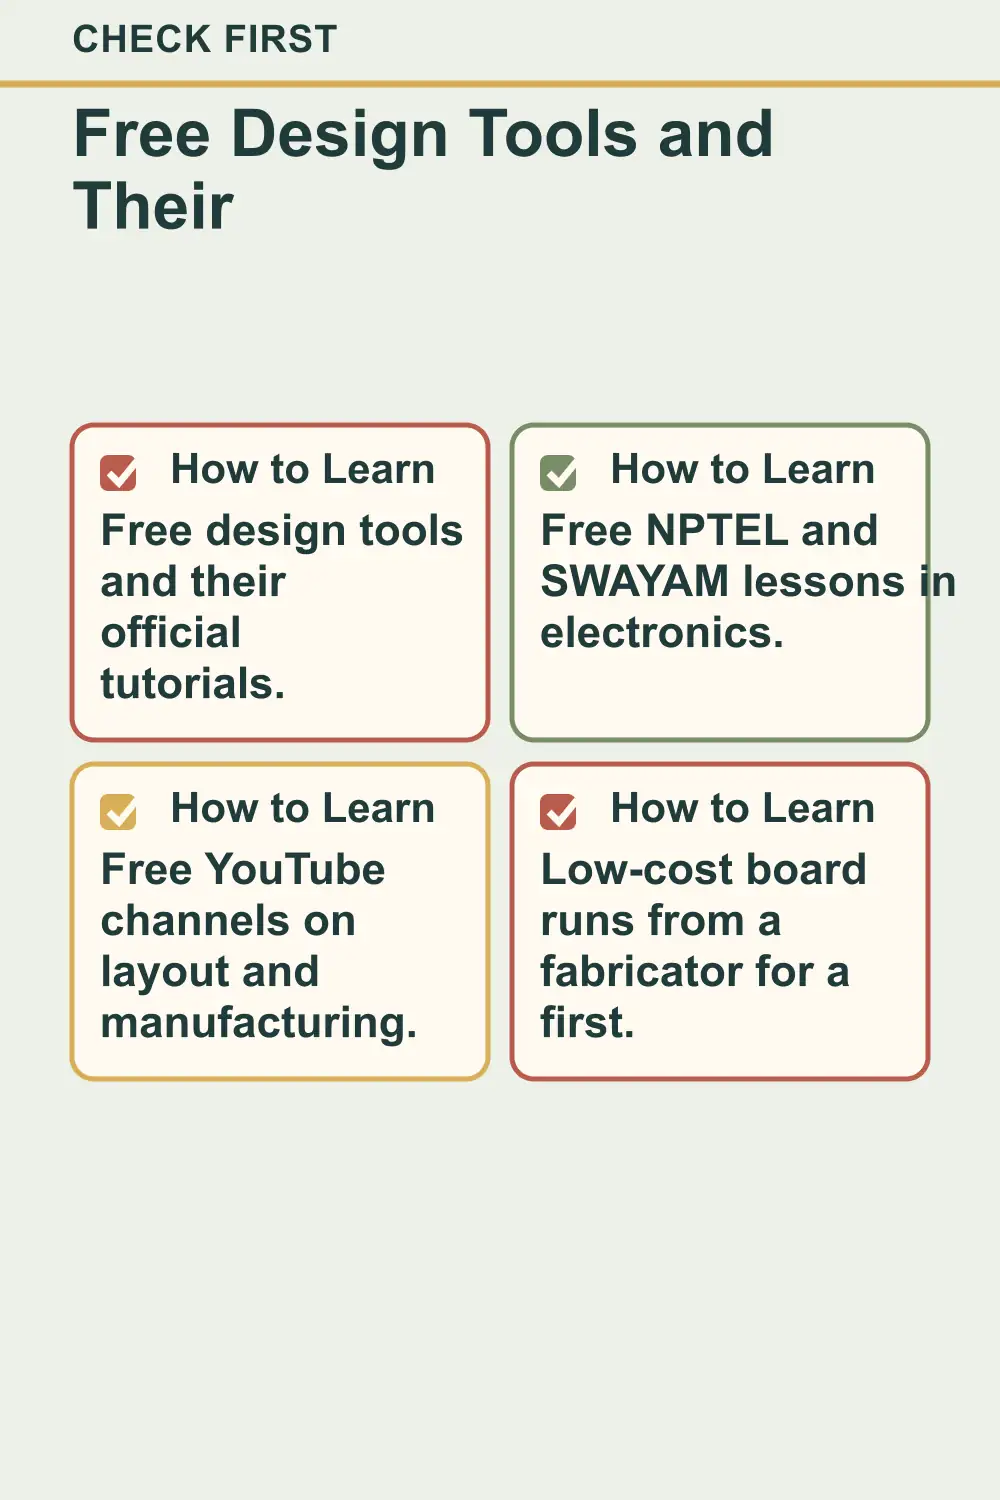 CHECK FIRST
Free Design Tools and
Their
How to Learn
Free design tools
and their
official
tutorials.
How to Learn
Free NPTEL and
SWAYAM lessons in
electronics.
How to Learn
Free YouTube
channels on
layout and
manufacturing.
How to Learn
Low-cost board
runs from a
fabricator for a
first.